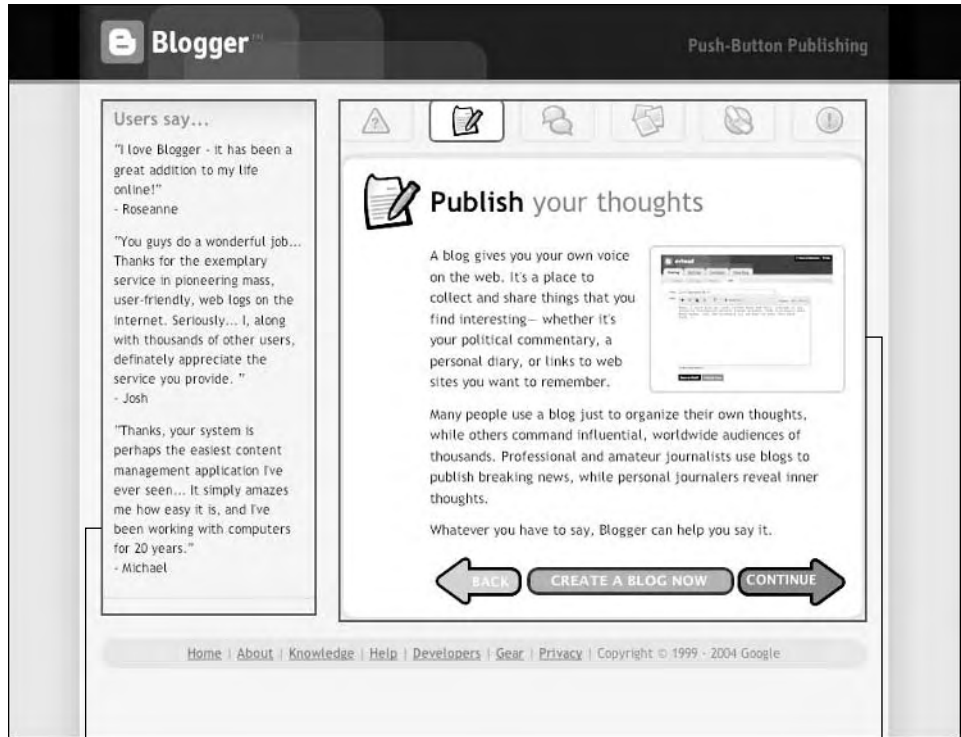 Blogger™
Push-Button Publishing
Users say...
"I love Blogger - it has been a
great addition to my life
online!"
- Roseanne
"You guys do a wonderful job...
Thanks for the exemplary
service in pioneering mass,
user-friendly, web logs on the
internet. Seriously... I, along
with thousands of other users,
definately appreciate the
service you provide. "
- Josh
"Thanks, your system is
perhaps the easiest content
management application I've
ever seen... It simply amazes
me how easy it is, and I've
been working with computers
for 20 years."
- Michael
Publish your thoughts
A blog gives you your own voice
on the web. It's a place to
collect and share things that you
find interesting— whether it's
your political commentary, a
personal diary, or links to web
sites you want to remember.
Many people use a blog just to organize their own thoughts,
while others command influential, worldwide audiences of
thousands. Professional and amateur journalists use blogs to
publish breaking news, while personal journalers reveal inner
thoughts.
Whatever you have to say, Blogger can help you say it.
BACK
CREATE A BLOG NOW
CONTINUE
Home | About | Knowledge | Help | Developers | Gear | Privacy | Copyright © 1999 - 2004 Google